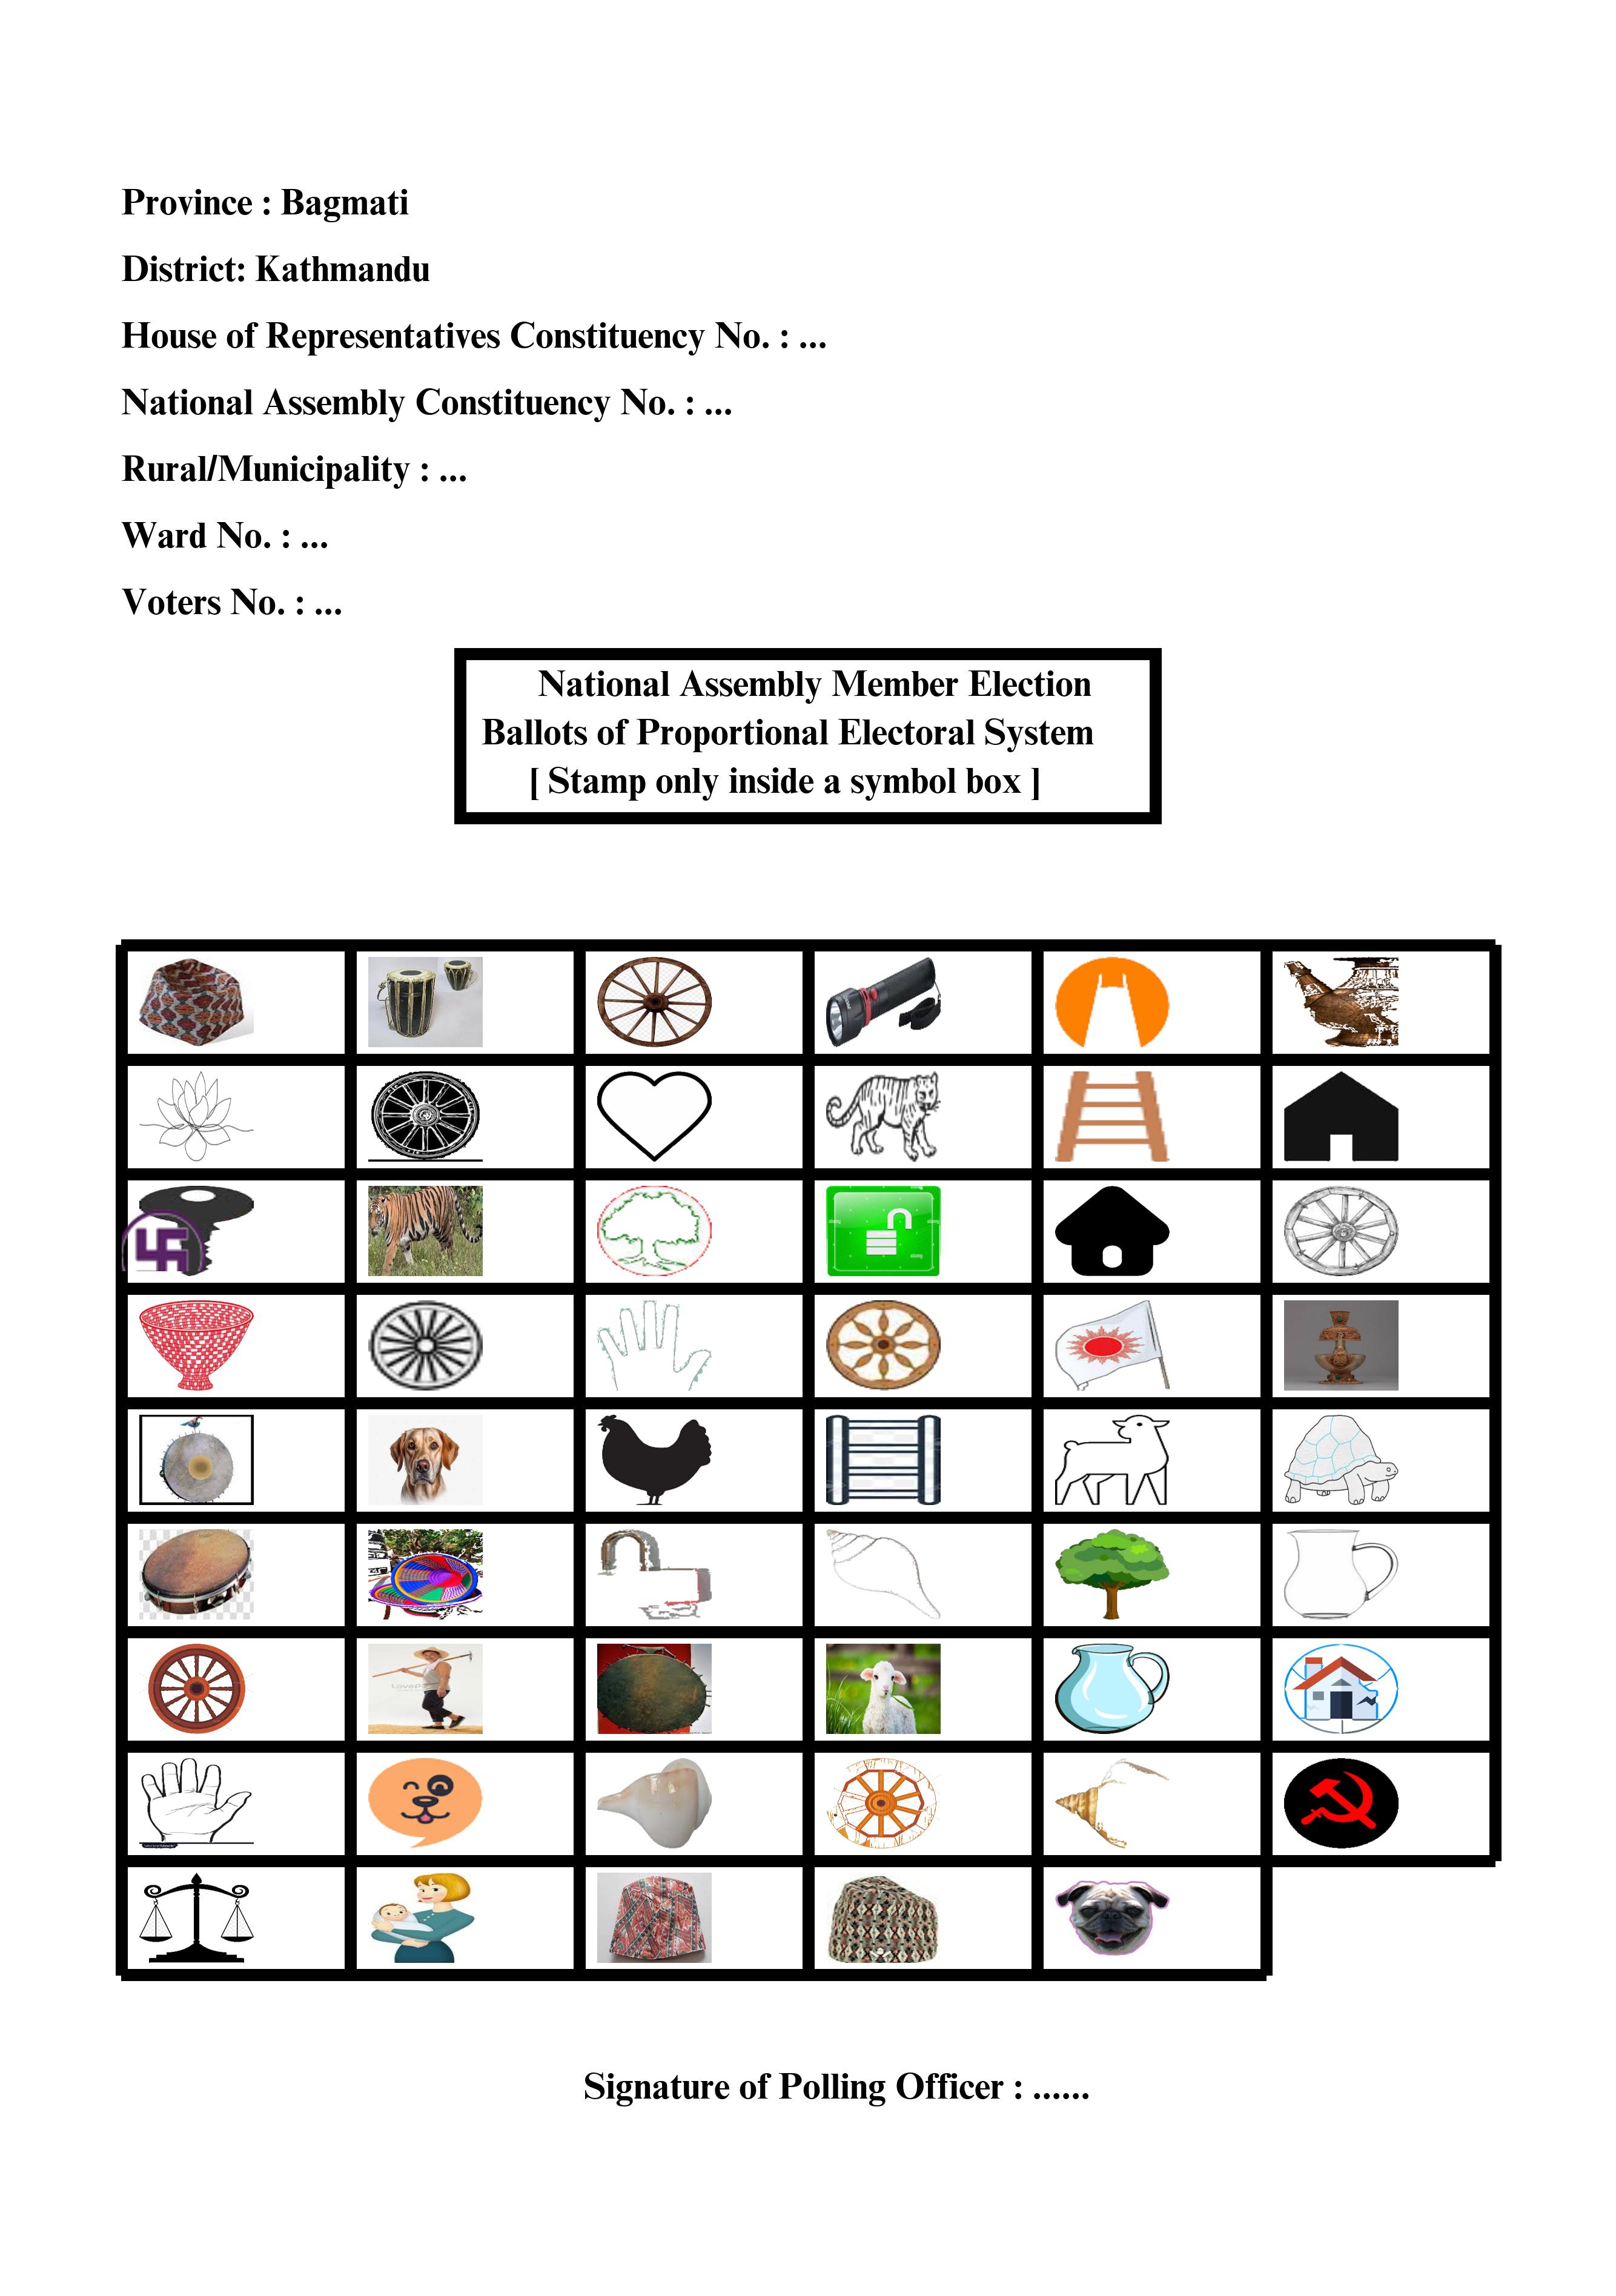 Province : Bagmati
District: Kathmandu
House of Representatives Constituency No. : ...
National Assembly Constituency No. : ...
Rural/Municipality : ...
Ward No. : ...
Voters No. : ...
National Assembly Member Election
Ballots of Proportional Electoral System
[ Stamp only inside a symbol box ]
Signature of Polling Officer : ......